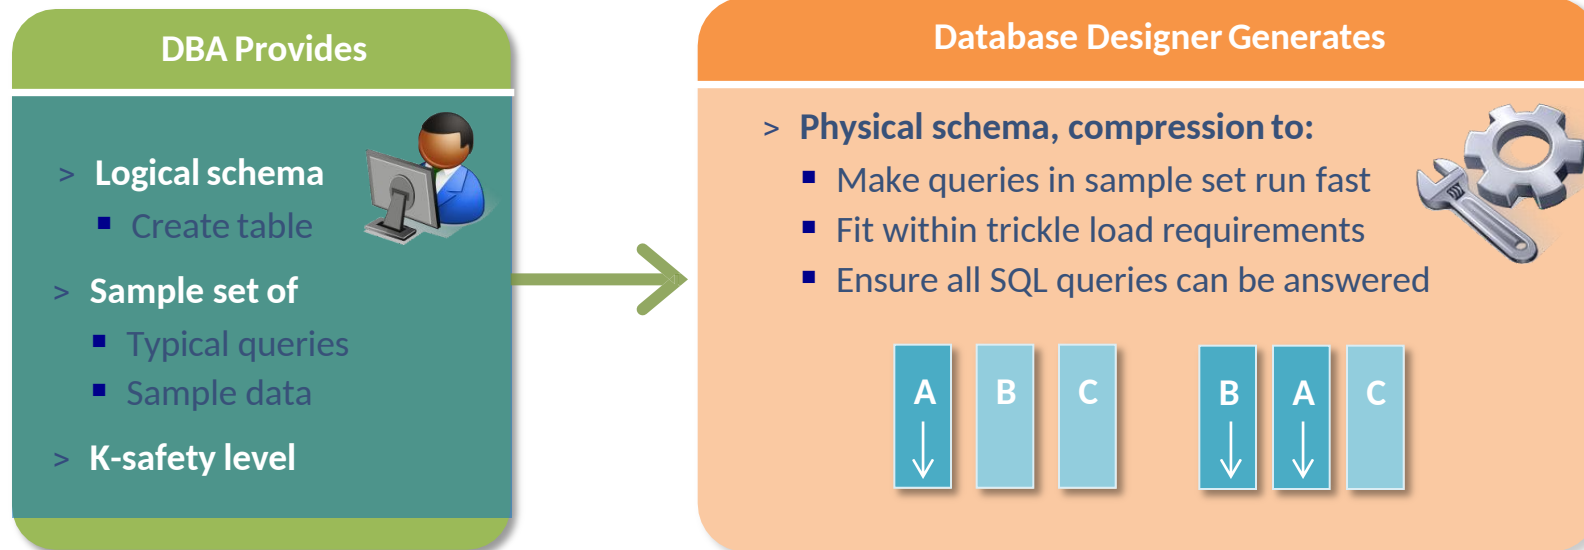 DBA Provides
> Logical schema
▪ Create table
> Sample set of
▪ Typical queries
▪ Sample data
> K-safety level
Database Designer Generates
> Physical schema, compression to:
▪ Make queries in sample set run fast
▪ Fit within trickle load requirements
▪ Ensure all SQL queries can be answered
A B C B A C